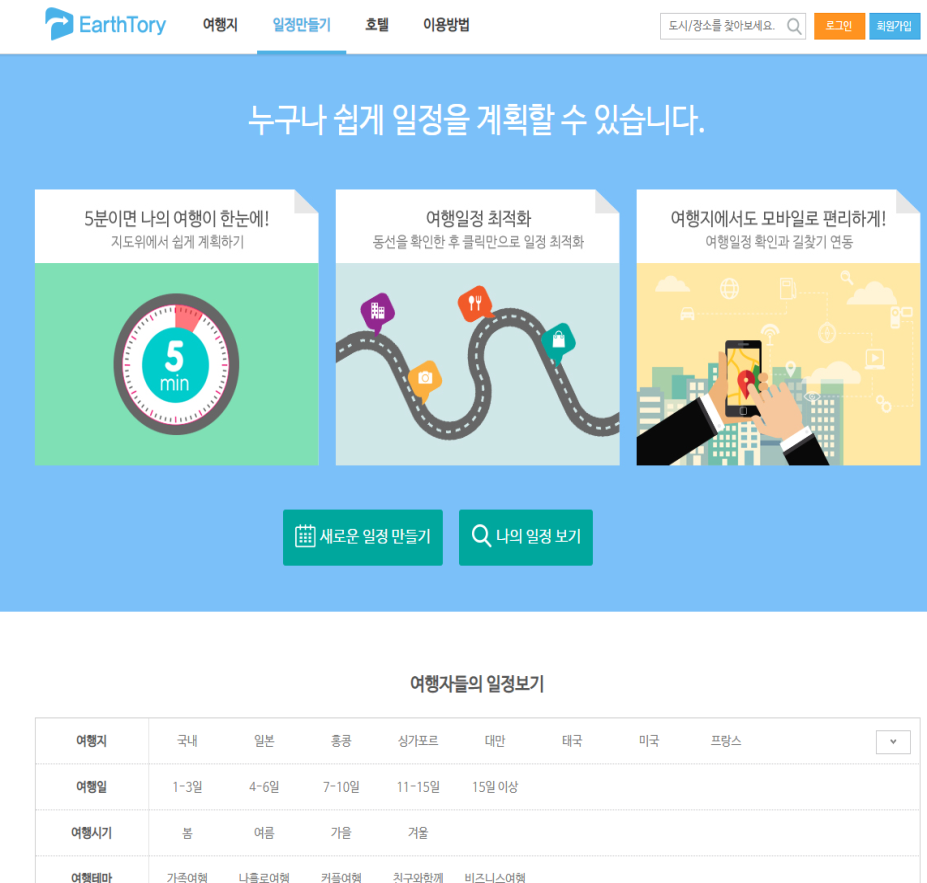 EarthTory 여행지 일정만들기 호텔 이용방법 도시/장소를 찾아보세요. 로그인 회원가입
누구나 쉽게 일정을 계획할 수 있습니다.
5분이면 나의 여행이 한눈에!
지도위에서 쉽게 계획하기
5
min
여행일정 최적화
동선을 확인한 후 클릭만으로 일정 최적화
여행지에서도 모바일로 편리하게!
여행일정 확인과 길찾기 연동
새로운 일정 만들기 나의 일정 보기
여행자들의 일정보기
여행지 국내 일본 홍콩 싱가포르 대만 태국 미국 프랑스
여행일 1-3일 4-6일 7-10일 11-15일 15일 이상
여행시기 봄 여름 가을 겨울
여행테마 가족여행 나홀로여행 커플여행 친구와함께 비즈니스여행